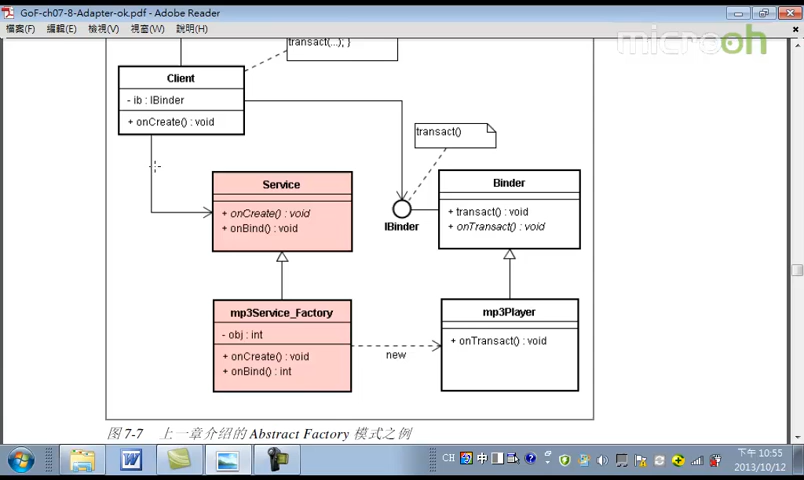 GoF-ch07-8-Adapter-ok.pdf - Adobe Reader
檔案(F) 編輯(E) 檢視(V) 視窗(W) 說明(H)
microoh
transact(...); }
Client
- ib : IBinder
+ onCreate() : void
transact()
Service
+ onCreate() : void
+ onBind() : void
IBinder
Binder
+ transact() : void
+ onTransact() : void
mp3Service_Factory
- obj : int
+ onCreate() : void
+ onBind() : int
new
mp3Player
+ onTransact() : void
图 7-7 上一章介绍的 Abstract Factory 模式之例
CH 中
下午 10:55
2013/10/12